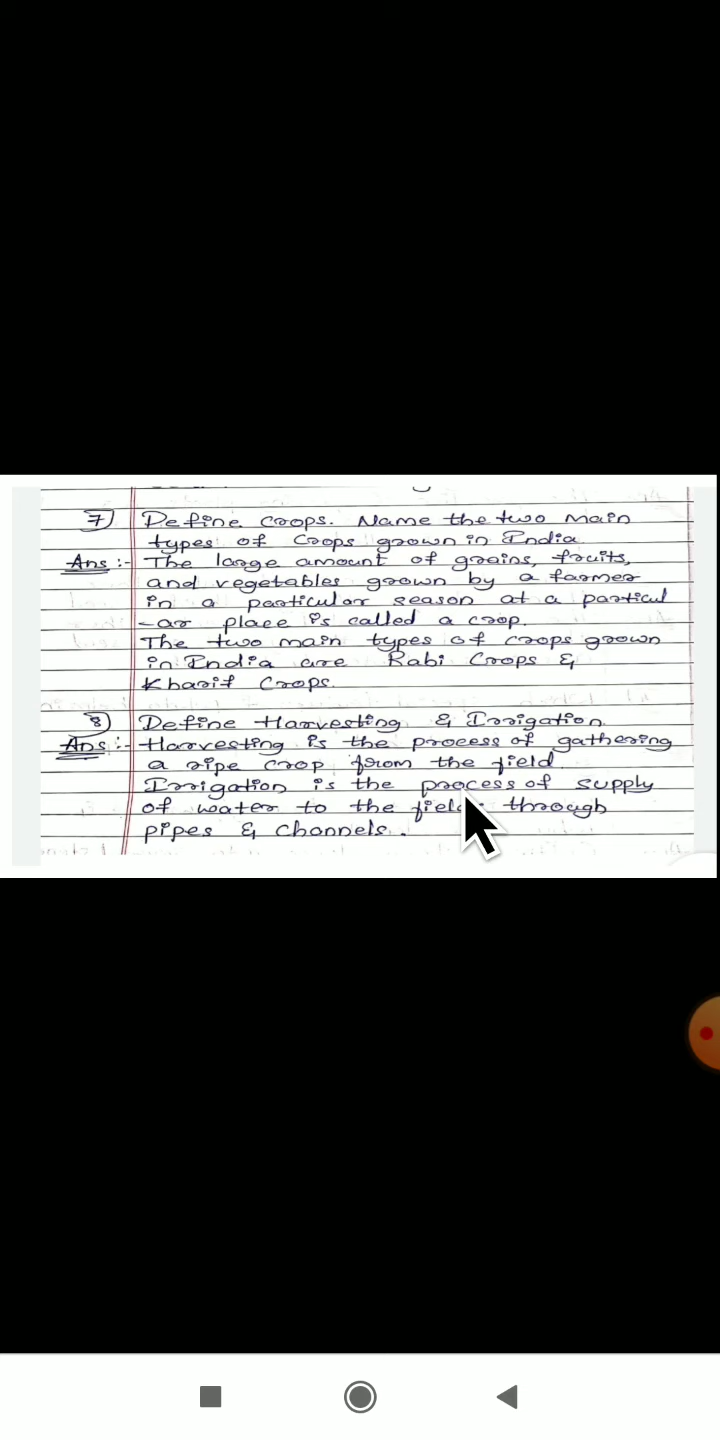 7) Define Crops. Name the two main
types of Crops grown in India
Ans :- The large amount of grains, fruits,
and vegetables grown by a farmer
in a particular season at a particul
-ar place is called a crop.
The two main types of crops grown
in India are Rabi Crops &
Kharif Crops.
8) Define Harvesting & Irrigation.
Ans :- Harvesting is the process of gathering
a ripe crop from the field.
Irrigation is the process of supply
of water to the through
pipes & channels.